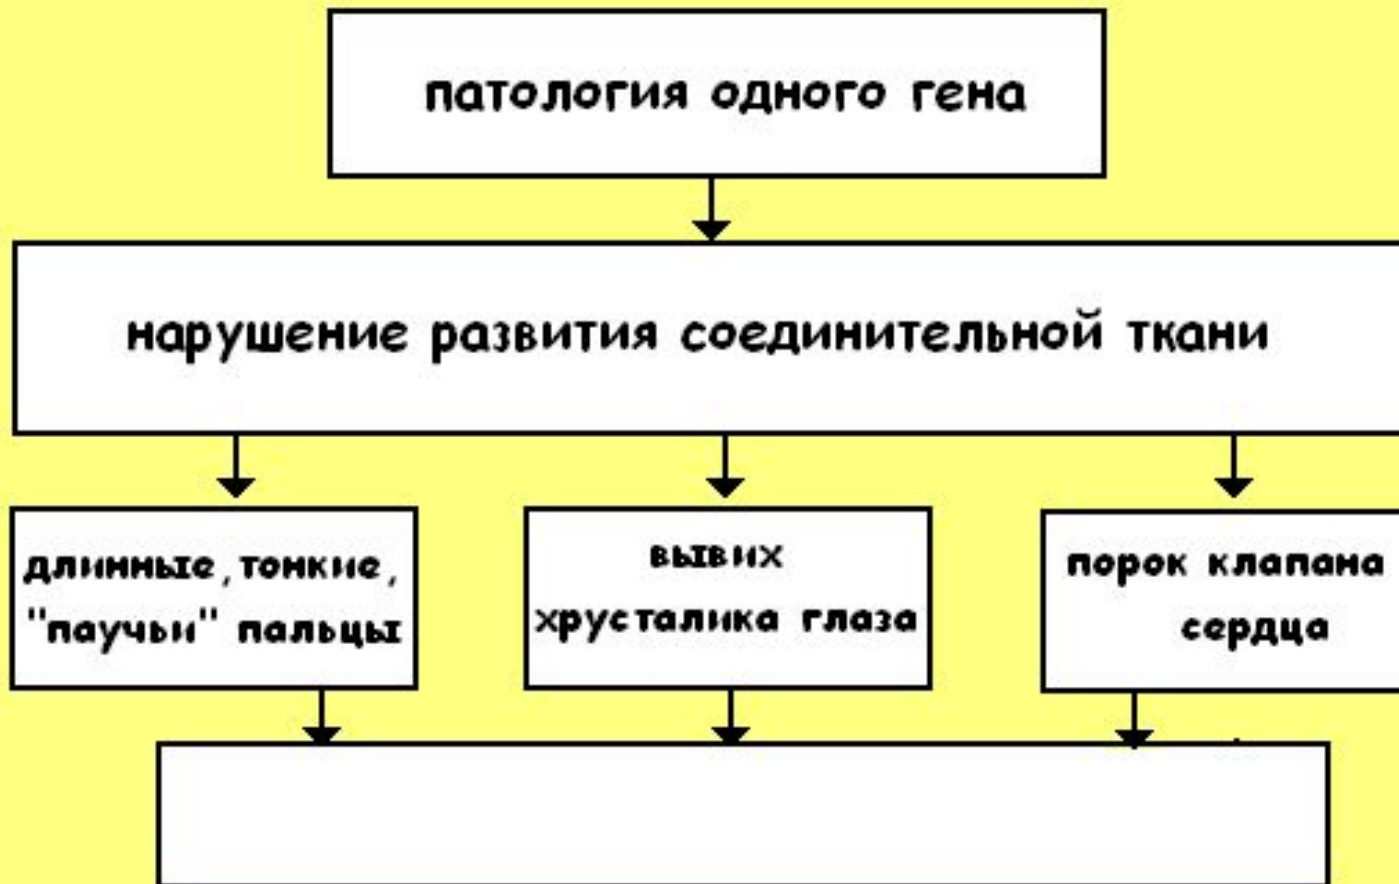 патология одного гена
нарушение развития соединительной ткани
длинные, тонкие,
"паучьи" пальцы
вывих
хрусталика глаза
порок клапана
сердца